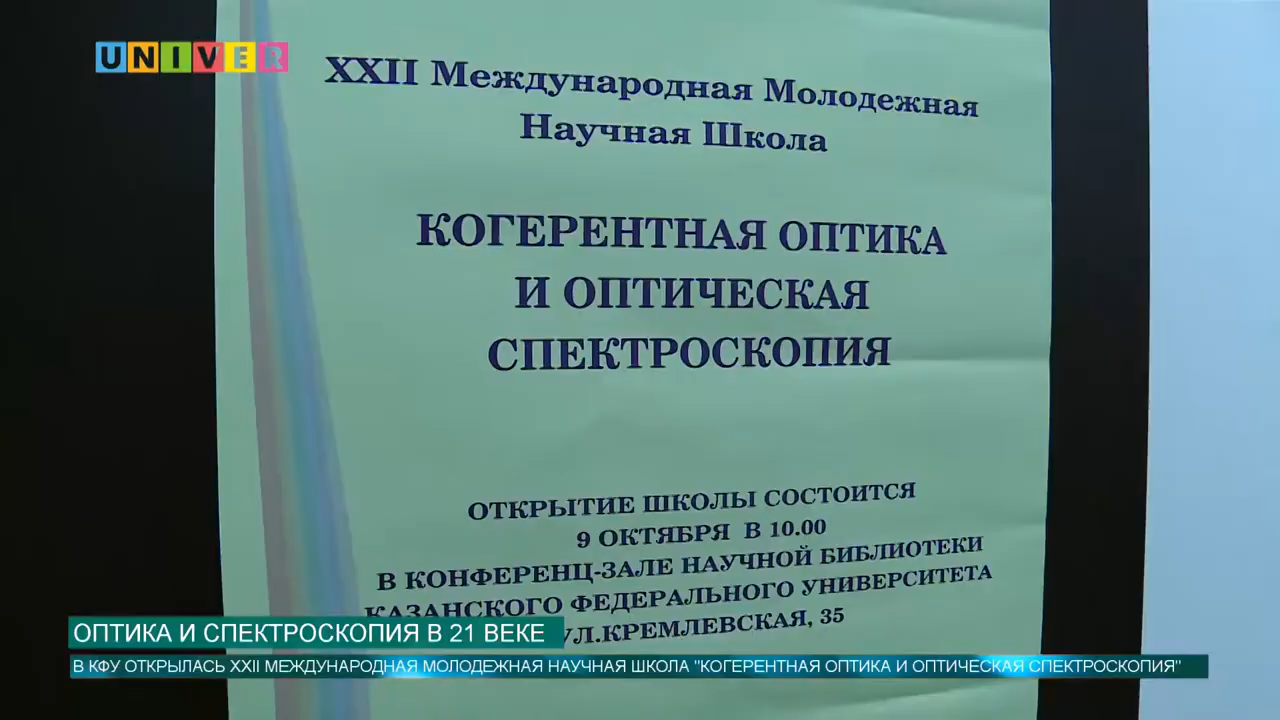 UNIVER
XXII Международная Молодежная
Научная Школа
КОГЕРЕНТНАЯ ОПТИКА
И ОПТИЧЕСКАЯ
СПЕКТРОСКОПИЯ
ОТКРЫТИЕ ШКОЛЫ СОСТОИТСЯ
9 ОКТЯБРЯ В 10.00
В КОНФЕРЕНЦ-ЗАЛЕ НАУЧНОЙ БИБЛИОТЕКИ
КАЗАНСКОГО ФЕДЕРАЛЬНОГО УНИВЕРСИТЕТА
УЛ.КРЕМЛЕВСКАЯ, 35
ОПТИКА И СПЕКТРОСКОПИЯ В 21 ВЕКЕ
В КФУ ОТКРЫЛАСЬ XXII МЕЖДУНАРОДНАЯ МОЛОДЕЖНАЯ НАУЧНАЯ ШКОЛА "КОГЕРЕНТНАЯ ОПТИКА И ОПТИЧЕСКАЯ СПЕКТРОСКОПИЯ"